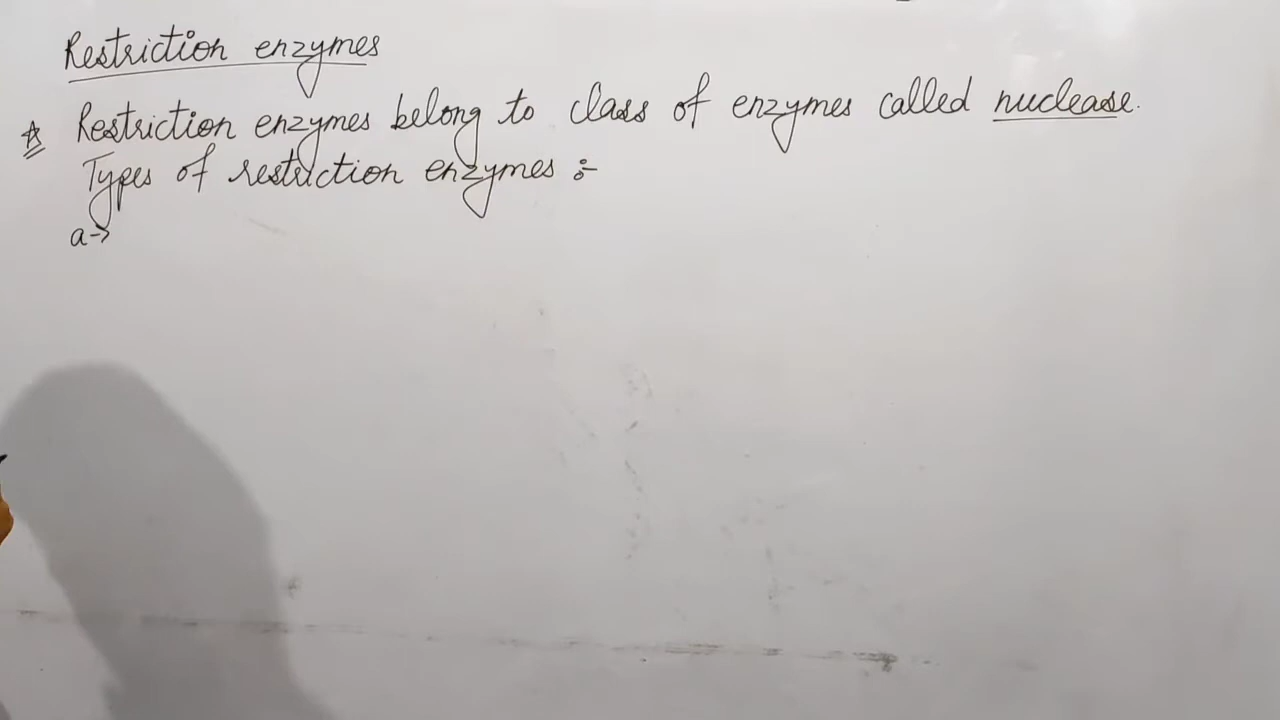 Restriction enzymes
☆ Restriction enzymes belong to class of enzymes called nuclease.
Types of restriction enzymes :-
a->